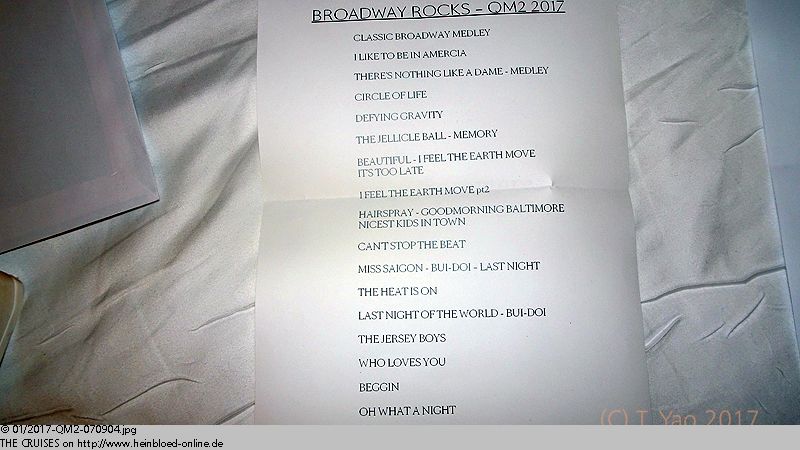 BROADWAY ROCKS – QM2 2017
CLASSIC BROADWAY MEDLEY
I LIKE TO BE IN AMERCIA
THERE'S NOTHING LIKE A DAME - MEDLEY
CIRCLE OF LIFE
DEFYING GRAVITY
THE JELLICLE BALL - MEMORY
BEAUTIFUL - I FEEL THE EARTH MOVE
IT'S TOO LATE
I FEEL THE EARTH MOVE pt2
HAIRSPRAY - GOODMORNING BALTIMORE
NICEST KIDS IN TOWN
CAN'T STOP THE BEAT
MISS SAIGON - BUI-DOI – LAST NIGHT
THE HEAT IS ON
LAST NIGHT OF THE WORLD - BUI-DOI
THE JERSEY BOYS
WHO LOVES YOU
BEGGIN
OH WHAT A NIGHT
(C) T. Yao 2017
© 01/2017-QM2-070904.jpg
THE CRUISES on http://www.heinbloed-online.de